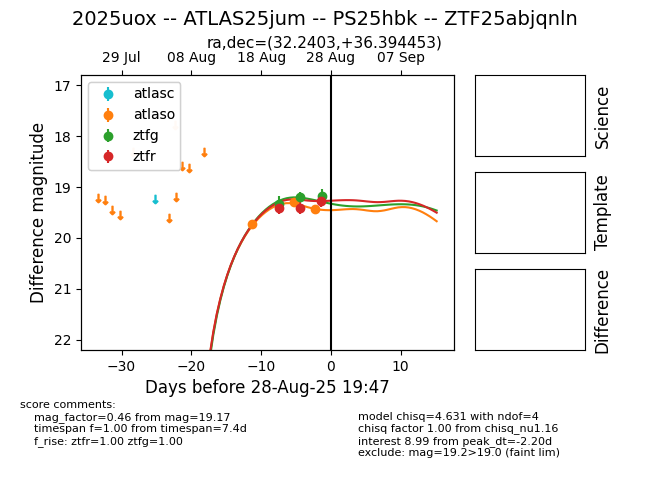 2025uox -- ATLAS25jum -- PS25hbk -- ZTF25abjqnln
ra,dec=(32.2403,+36.394453)
29 Jul 08 Aug 18 Aug 28 Aug 07 Sep
atlasc
atlaso
ztfg
ztfr
17
18
19
20
21
22
Difference magnitude
−30 −20 −10 0 10
Days before 28-Aug-25 19:47
Science
Template
Difference
score comments:
mag_factor=0.46 from mag=19.17
timespan f=1.00 from timespan=7.4d
f_rise: ztfr=1.00 ztfg=1.00
model chisq=4.631 with ndof=4
chisq factor 1.00 from chisq_nu1.16
interest 8.99 from peak_dt=-2.20d
exclude: mag=19.2>19.0 (faint lim)